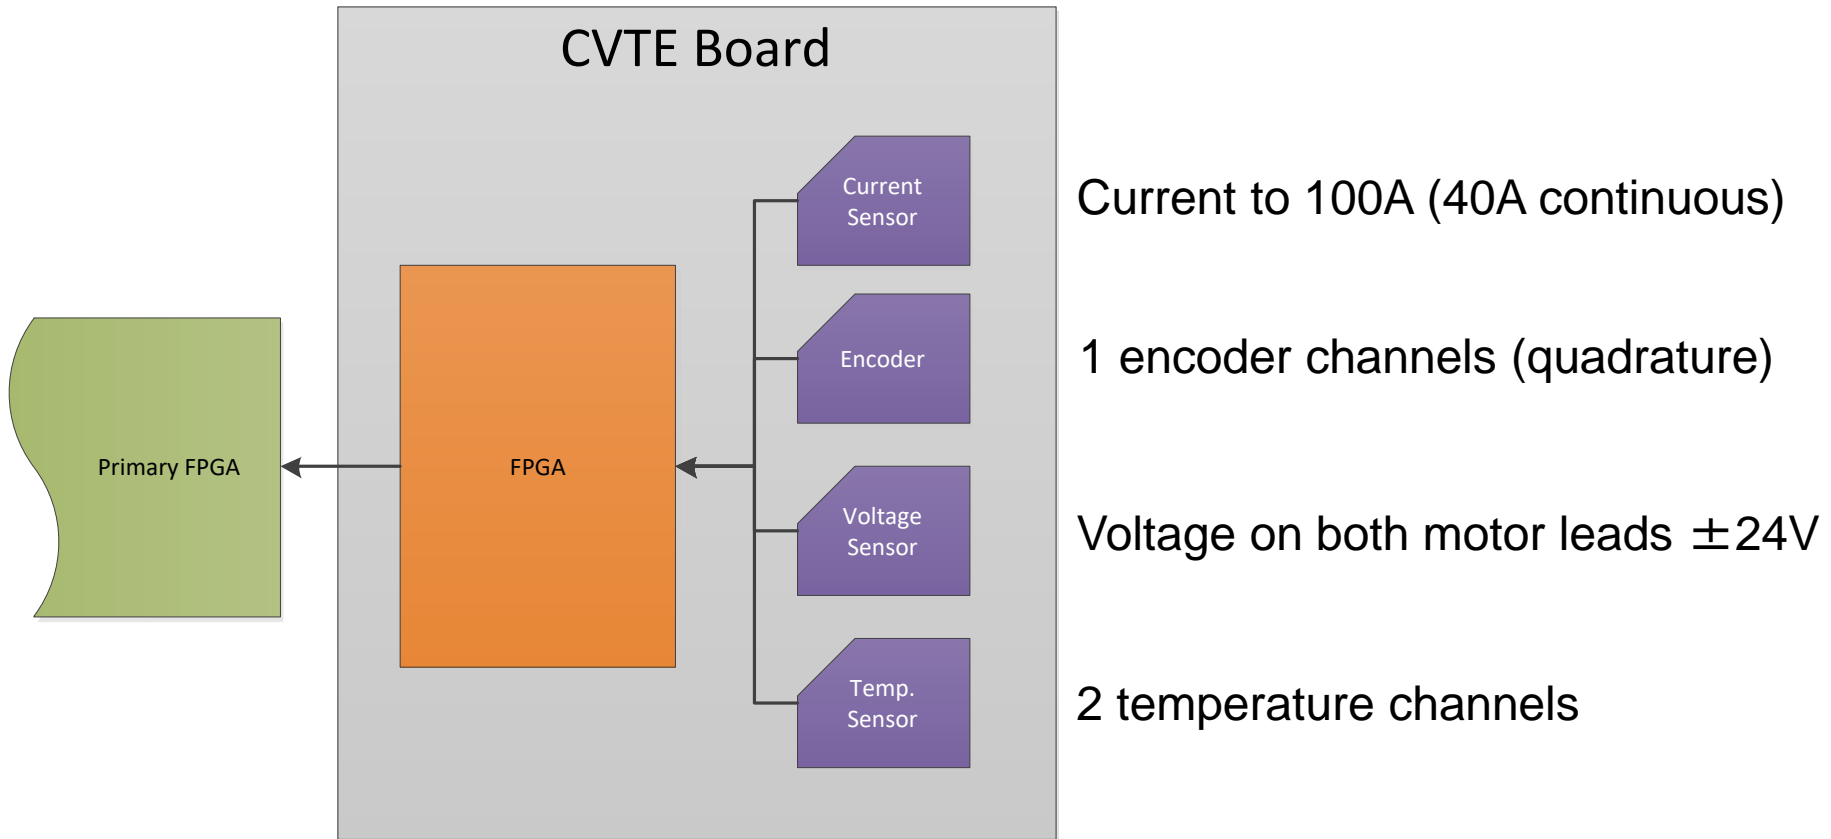 CVTE Board
Current
Sensor
Current to 100A (40A continuous)
Encoder
1 encoder channels (quadrature)
Primary FPGA
FPGA
Voltage
Sensor
Voltage on both motor leads ±24V
Temp.
Sensor
2 temperature channels